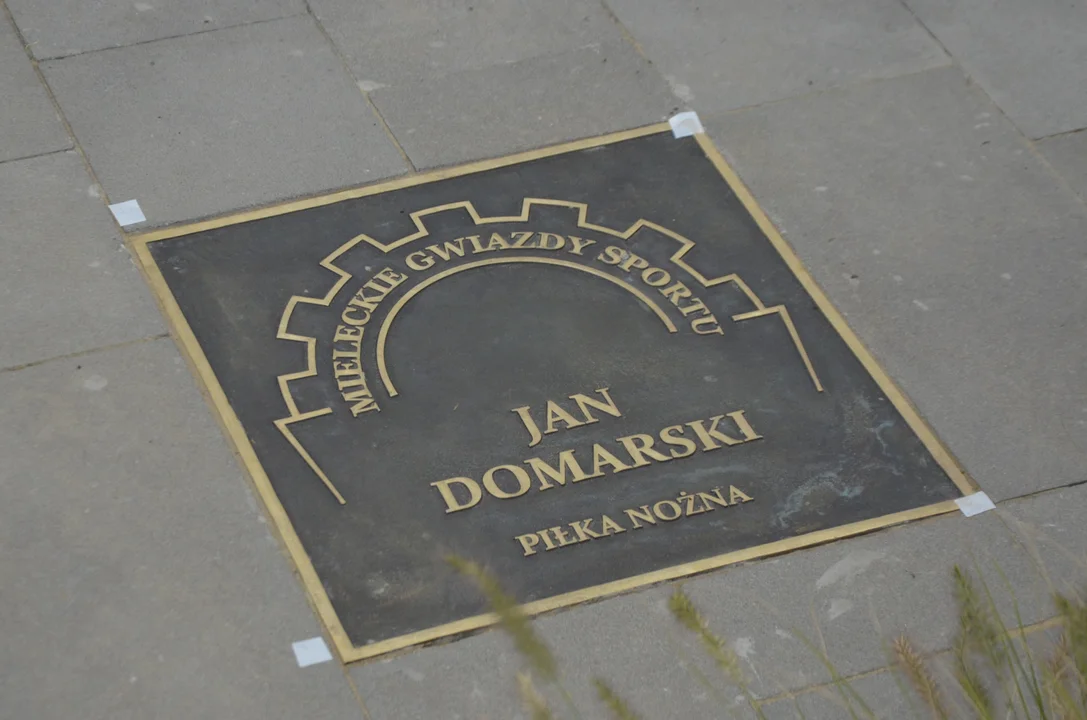 MIELECKIE GWIAZDY SPORTU
JAN
DOMARSKI
PIŁKA NOŻNA